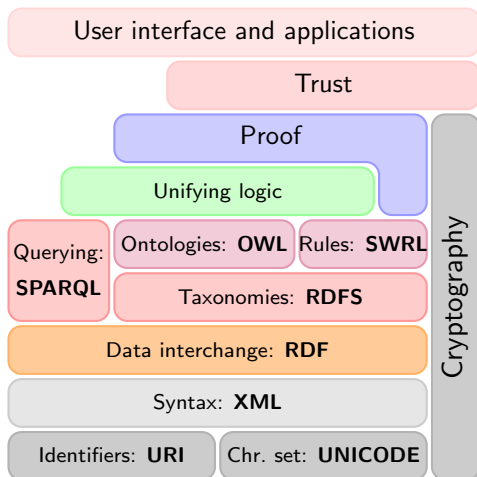 User interface and applications
Trust
Proof
Unifying logic
Querying:
SPARQL
Ontologies: OWL
Rules: SWRL
Taxonomies: RDFS
Data interchange: RDF
Syntax: XML
Identifiers: URI
Chr. set: UNICODE
Cryptography